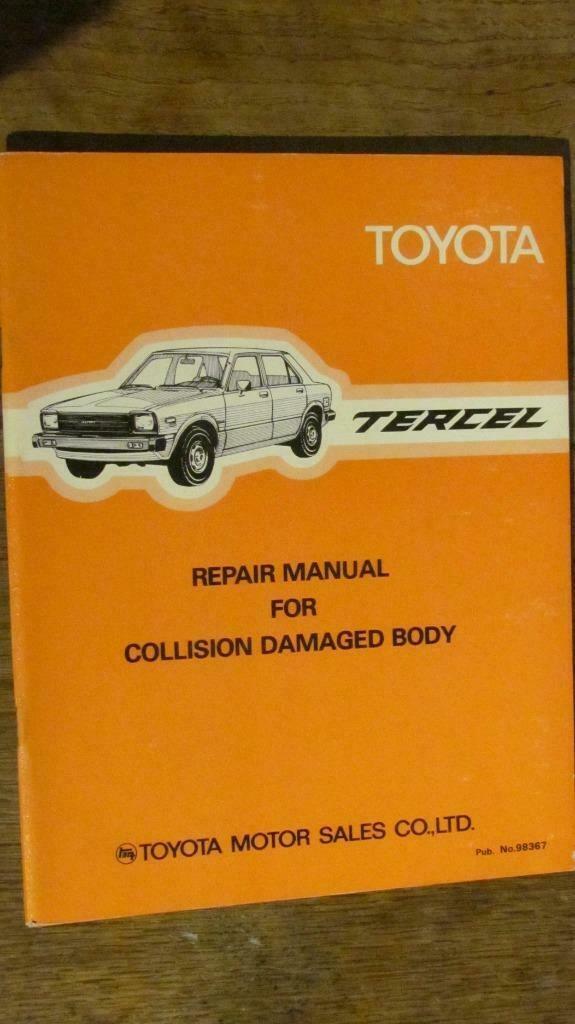 TOYOTA
TERCEL
REPAIR MANUAL
FOR
COLLISION DAMAGED BODY
TOYOTA MOTOR SALES CO.,LTD.
Pub. No.98367